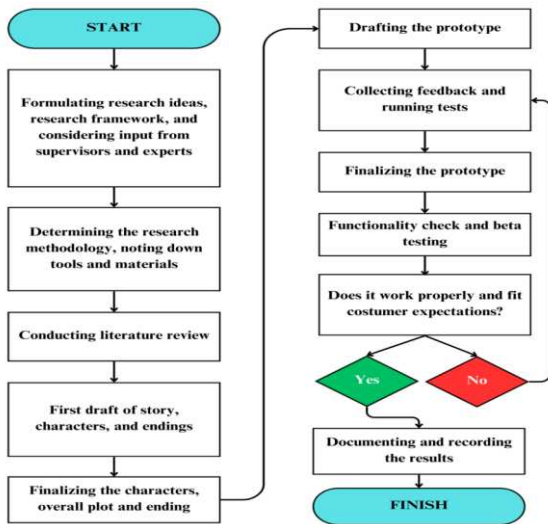 START
Formulating research ideas,
research framework, and
considering input from
supervisors and experts
Determining the research
methodology, noting down
tools and materials
Conducting literature review
First draft of story,
characters, and endings
Finalizing the characters,
overall plot and ending
Drafting the prototype
Collecting feedback and
running tests
Finalizing the prototype
Functionality check and beta
testing
Does it work properly and fit
costumer expectations?
Yes
No
Documenting and recording
the results
FINISH